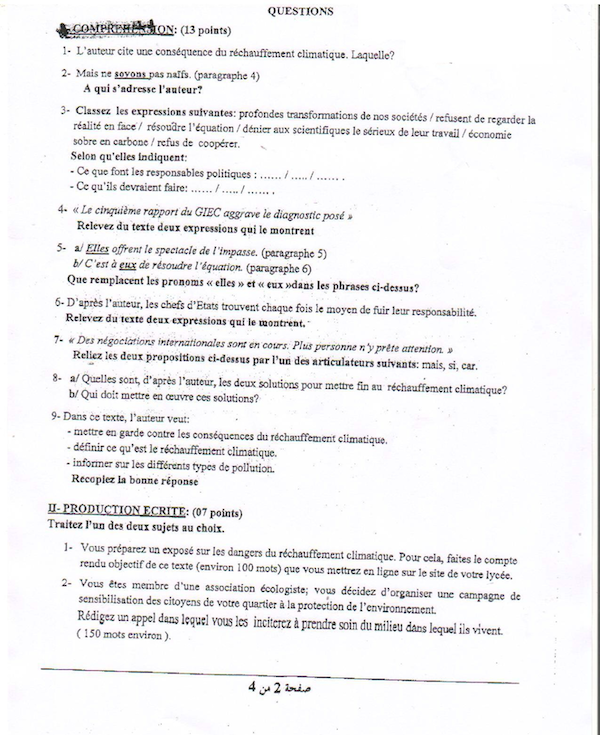 QUESTIONS
I- COMPREHENSION: (13 points)
1- L'auteur cite une conséquence du réchauffement climatique. Laquelle?
2- Mais ne soyons pas naïfs. (paragraphe 4)
A qui s'adresse l'auteur?
3- Classez les expressions suivantes: profondes transformations de nos sociétés / refusent de regarder la
réalité en face / résoudre l'équation / dénier aux scientifiques le sérieux de leur travail / économie
sobre en carbone / refus de coopérer.
Selon qu'elles indiquent:
- Ce que font les responsables politiques : ...... / ..... / ...... .
- Ce qu'ils devraient faire: ...... / ..... / ...... .
4- « Le cinquième rapport du GIEC aggrave le diagnostic posé »
Relevez du texte deux expressions qui le montrent
5- a/ Elles offrent le spectacle de l'impasse. (paragraphe 5)
b/ C'est à eux de résoudre l'équation. (paragraphe 6)
Que remplacent les pronoms « elles » et « eux »dans les phrases ci-dessus?
6- D'après l'auteur, les chefs d'Etats trouvent chaque fois le moyen de fuir leur responsabilité.
Relevez du texte deux expressions qui le montrent.
7- « Des négociations internationales sont en cours. Plus personne n'y prête attention. »
Reliez les deux propositions ci-dessus par l'un des articulateurs suivants: mais, si, car.
8- a/ Quelles sont, d'après l'auteur, les deux solutions pour mettre fin au réchauffement climatique?
b/ Qui doit mettre en œuvre ces solutions?
9- Dans ce texte, l'auteur veut:
- mettre en garde contre les conséquences du réchauffement climatique.
- définir ce qu'est le réchauffement climatique.
- informer sur les différents types de pollution.
Recopiez la bonne réponse
II- PRODUCTION ECRITE: (07 points)
Traitez l'un des deux sujets au choix.
1- Vous préparez un exposé sur les dangers du réchauffement climatique. Pour cela, faites le compte
rendu objectif de ce texte (environ 100 mots) que vous mettrez en ligne sur le site de votre lycée.
2- Vous êtes membre d'une association écologiste; vous décidez d'organiser une campagne de
sensibilisation des citoyens de votre quartier à la protection de l'environnement.
Rédigez un appel dans lequel vous les inciterez à prendre soin du milieu dans lequel ils vivent.
( 150 mots environ ).
صفحة 2 من 4